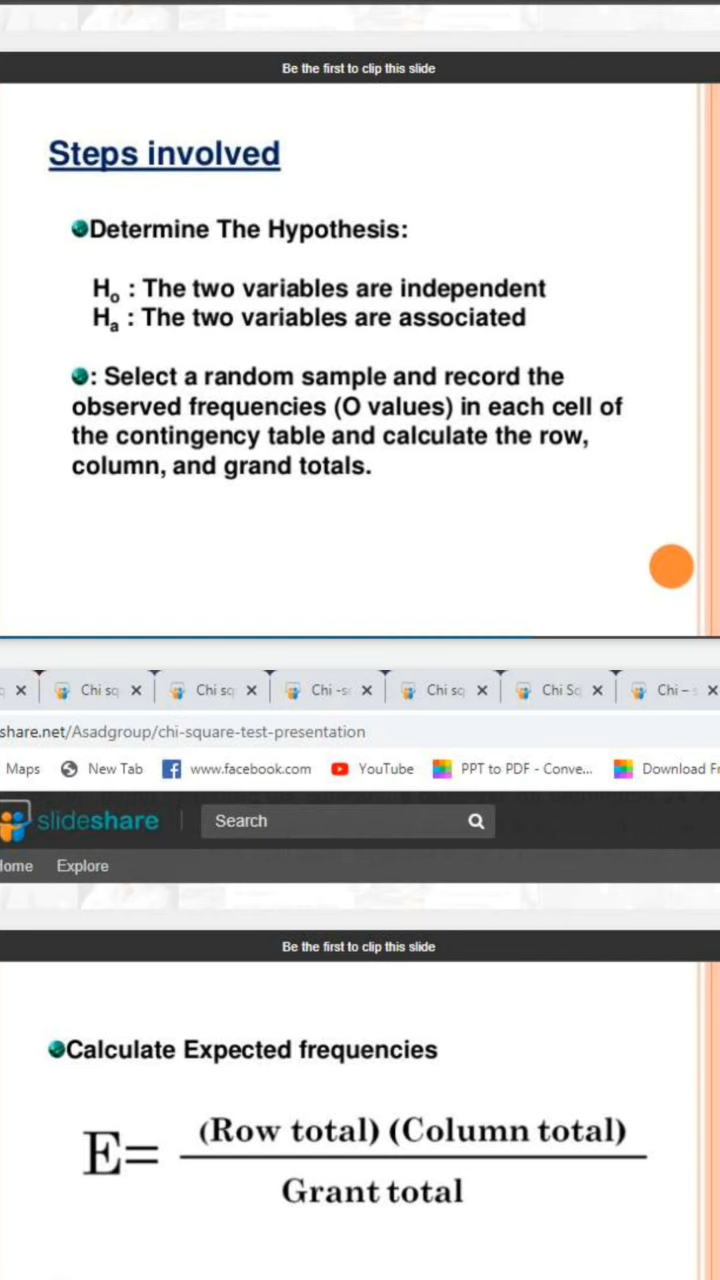 Be the first to clip this slide
Steps involved
Determine The Hypothesis:
Ho : The two variables are independent
Ha : The two variables are associated
: Select a random sample and record the
observed frequencies (O values) in each cell of
the contingency table and calculate the row,
column, and grand totals.
Chi sq Chi sq Chi -s Chi sq Chi Sq Chi –
share.net/Asadgroup/chi-square-test-presentation
Maps New Tab www.facebook.com YouTube PPT to PDF - Conve... Download Fr
slideshare Search
Home Explore
Be the first to clip this slide
Calculate Expected frequencies
E= (Row total) (Column total)
Grant total